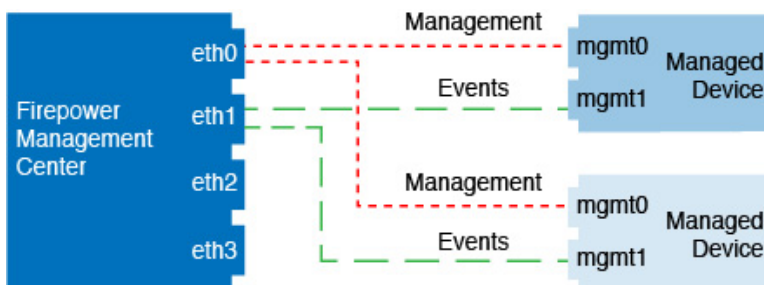 Management
eth0
mgmt0
Managed
Device
Events
mgmt1
Firepower
Management
Center
eth1
eth2
Management
mgmt0
Managed
Device
Events
mgmt1
eth3